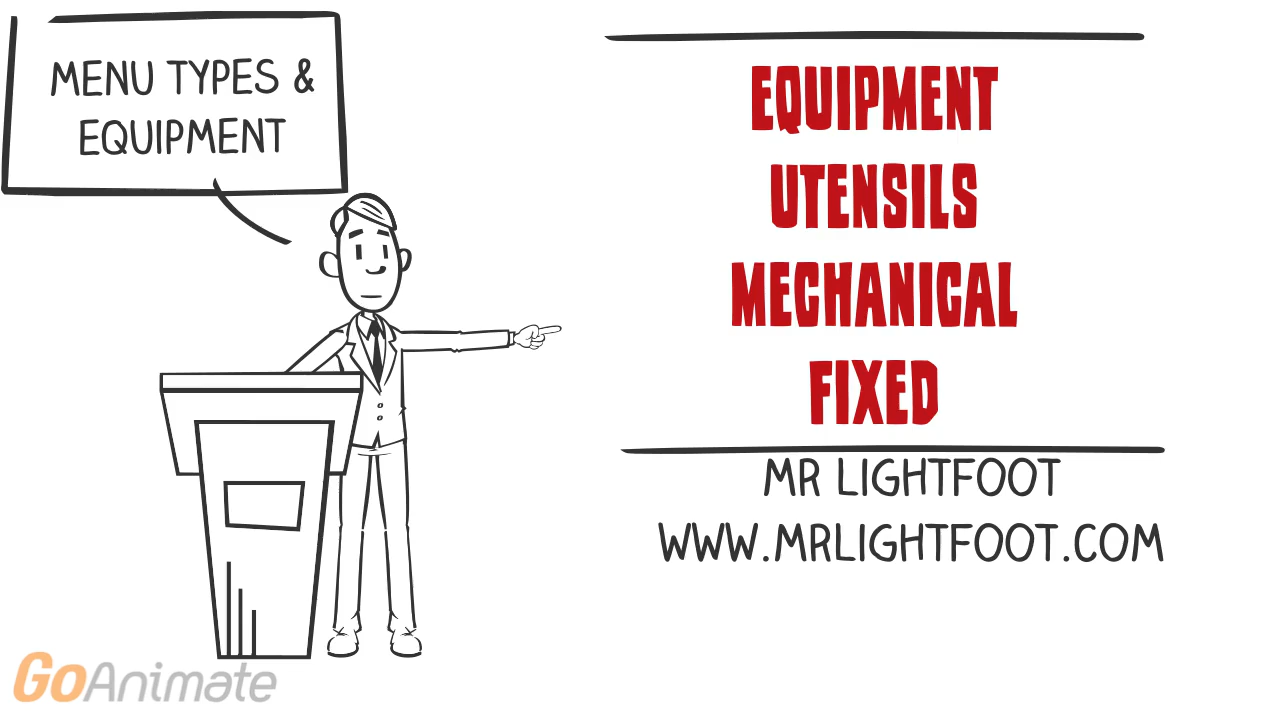 MENU TYPES &
EQUIPMENT
EQUIPMENT
UTENSILS
MECHANICAL
FIXED
MR LIGHTFOOT
WWW.MRLIGHTFOOT.COM
GoAnimate